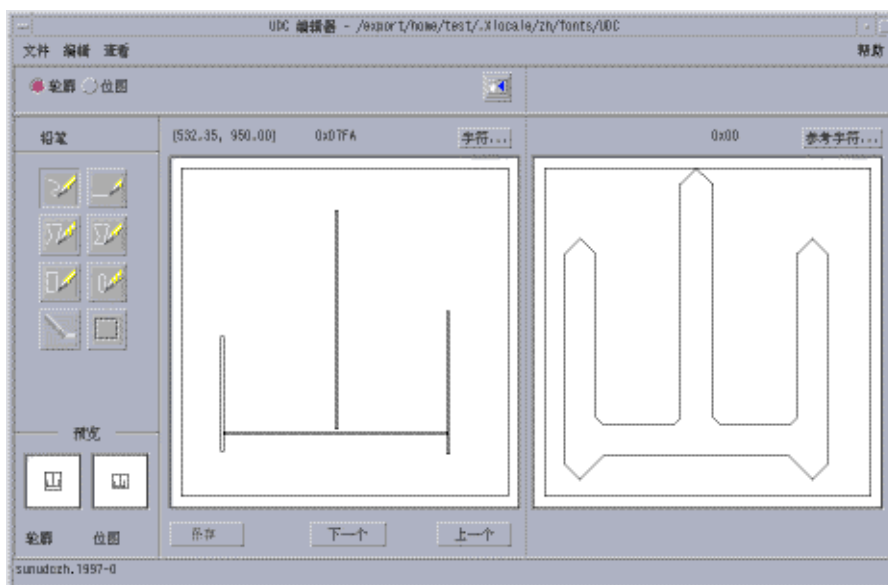 UDC 编辑器 - /export/home/test/.Xlocale/zh/fonts/UDC
文件 编辑 查看 帮助
轮廓 位图
铅笔 (532.35, 950.00) 0x07FA 字符... 0x00 参考字符...
预览
轮廓 位图 保存 下一个 上一个
sunudczh.1997-0